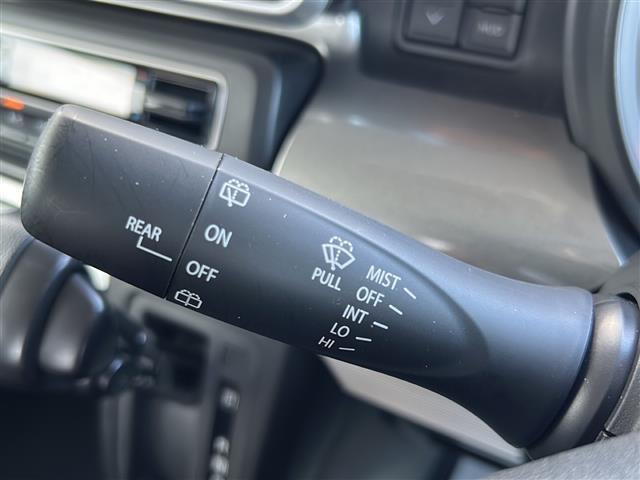 REAR
ON
OFF
PULL
MIST
OFF
INT
LO
HI